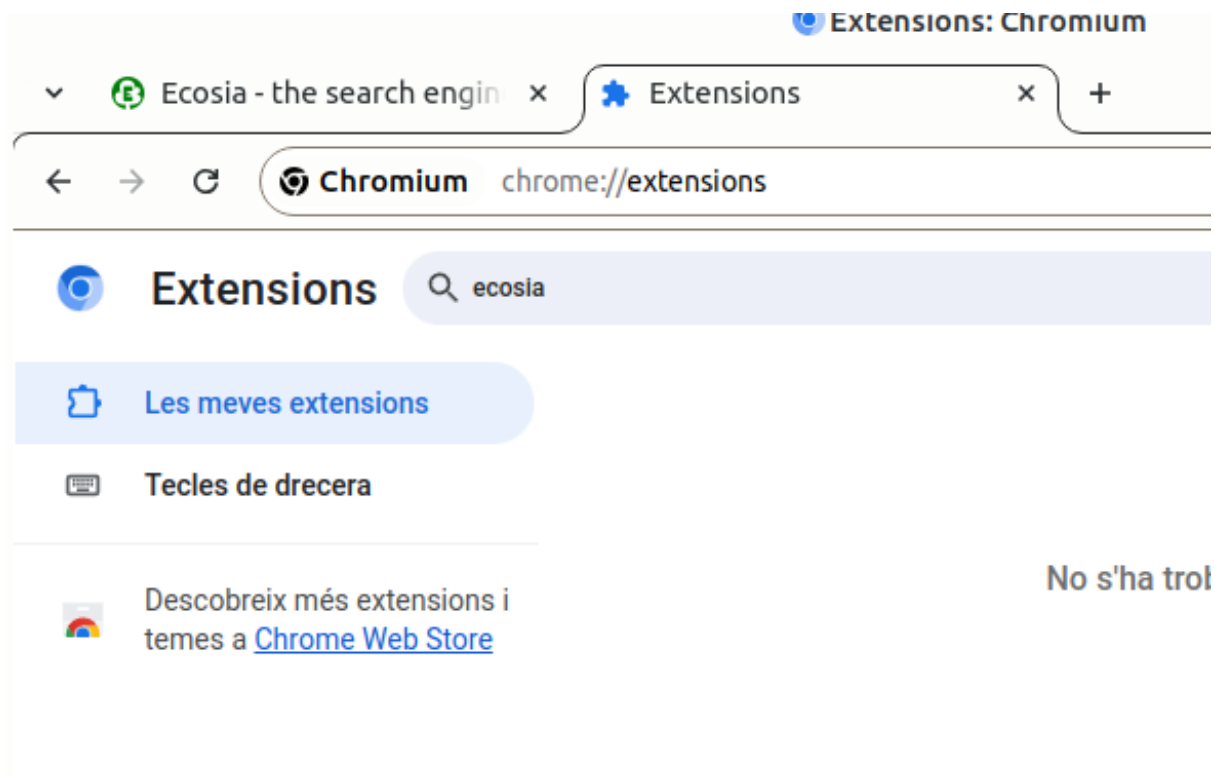 Extensions: Chromium
Ecosia - the search engin
Extensions
Chromium chrome://extensions
Extensions
ecosia
Les meves extensions
Tecles de drecera
No s'ha trob
Descobreix més extensions i
temes a Chrome Web Store